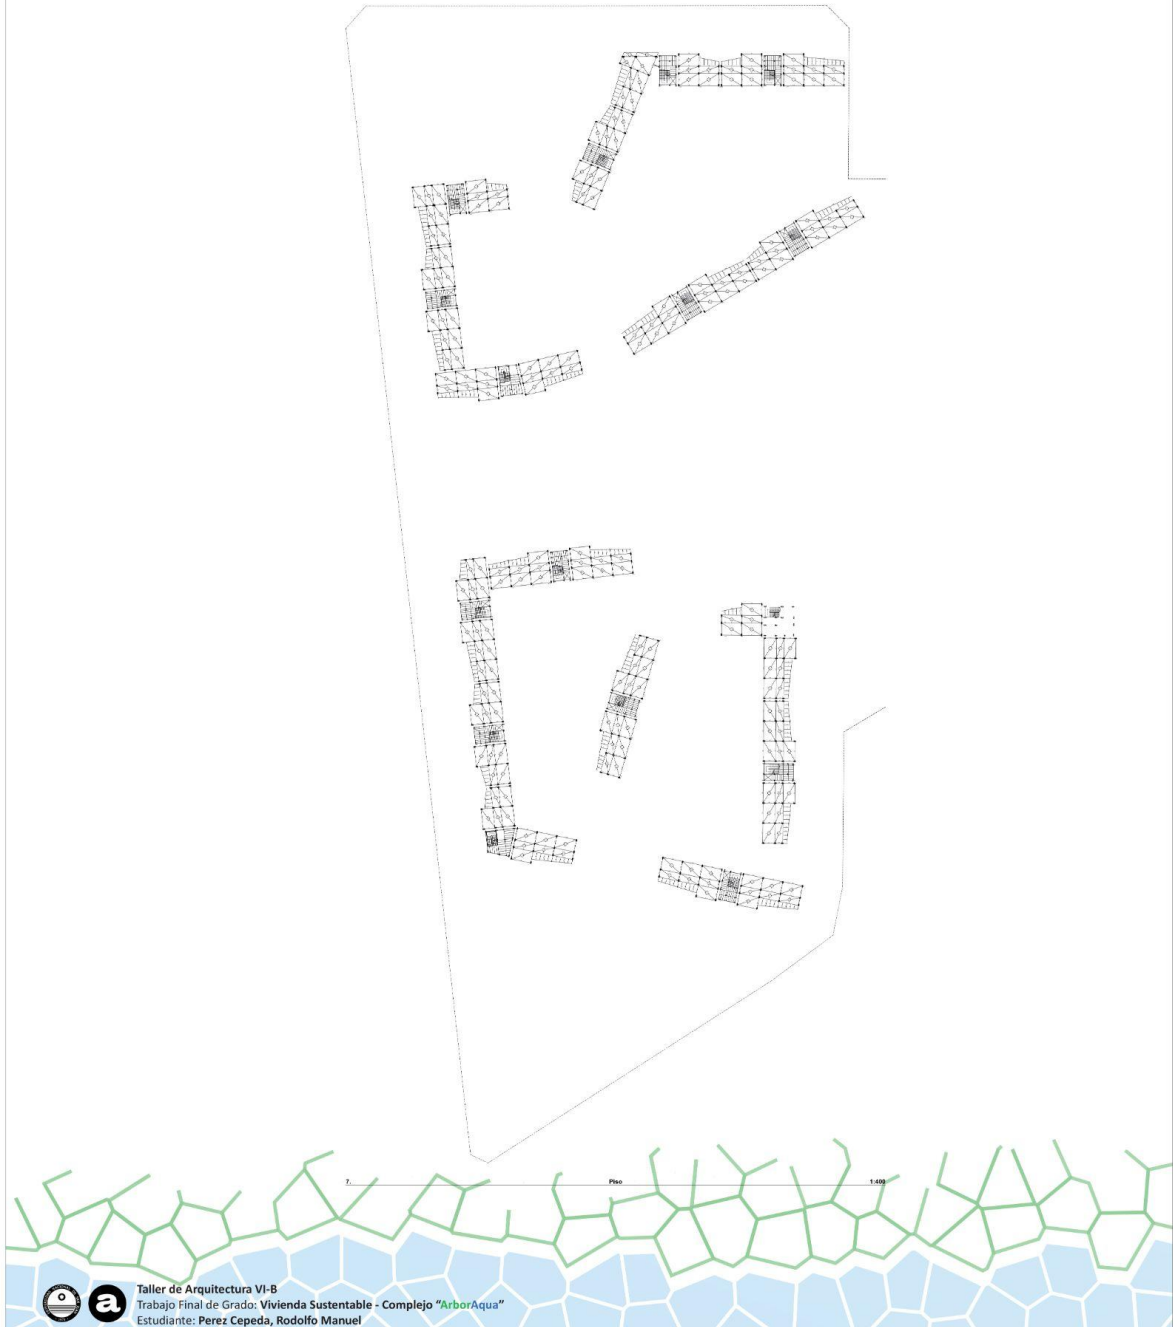 7. Piso 1:400
Taller de Arquitectura VI-B
Trabajo Final de Grado: Vivienda Sustentable - Complejo “ArborAqua”
Estudiante: Perez Cepeda, Rodolfo Manuel
a